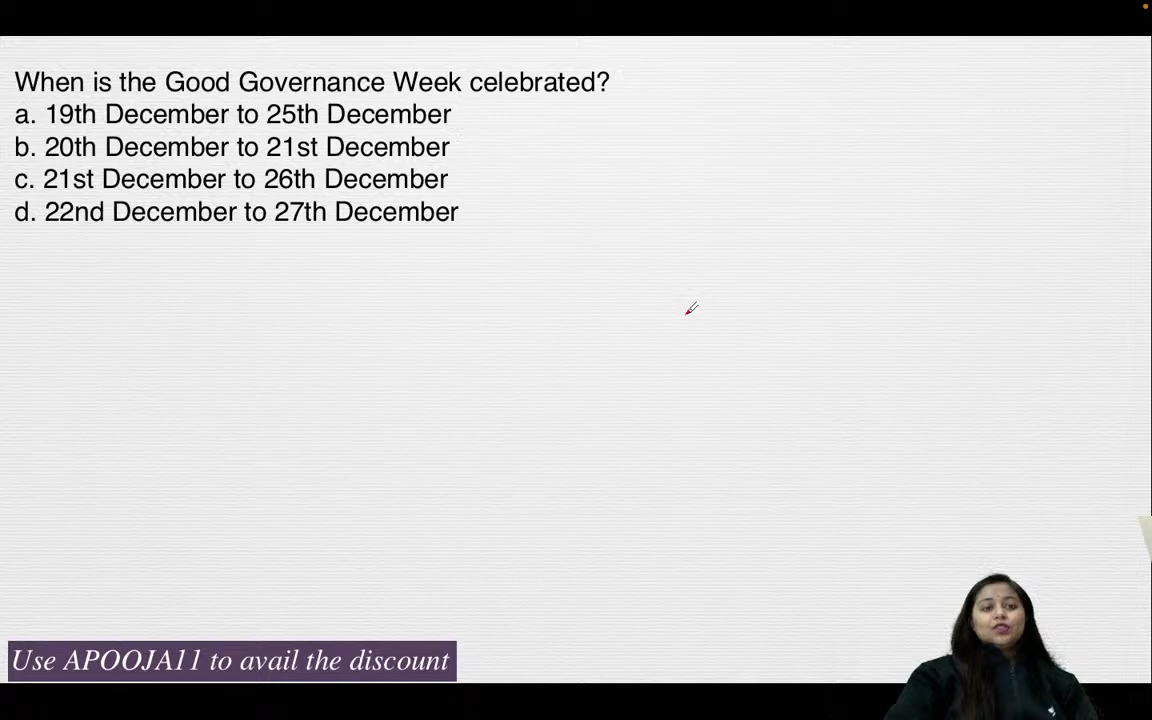 When is the Good Governance Week celebrated?
a. 19th December to 25th December
b. 20th December to 21st December
c. 21st December to 26th December
d. 22nd December to 27th December
Use APOOJA11 to avail the discount